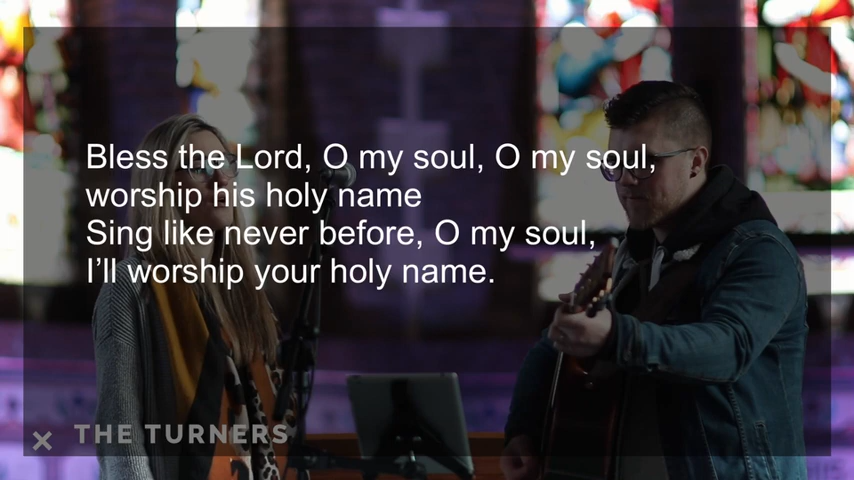 Bless the Lord, O my soul, O my soul,
worship his holy name
Sing like never before, O my soul,
I’ll worship your holy name.
THE TURNERS